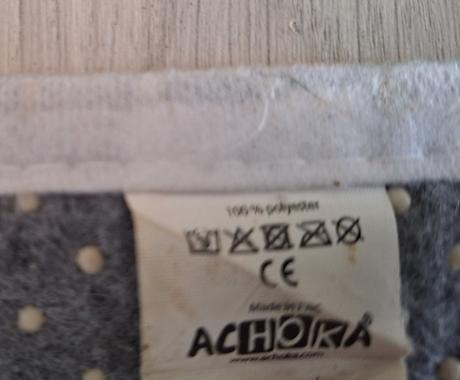 100 % polyester
CE
Made in P.R.C
ACHOKA®
www.achoka.com